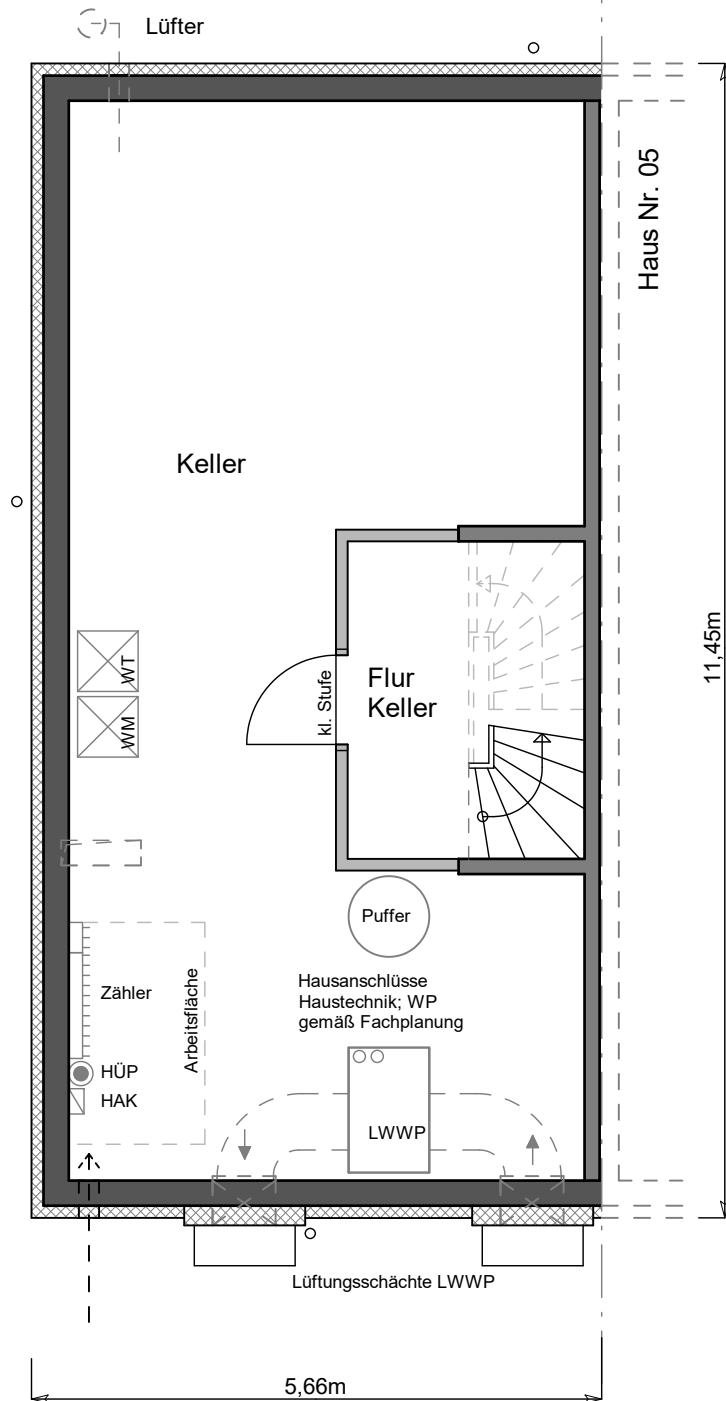 Lüfter
Haus Nr. 05
Keller
11,45m
WT
WM
kl. Stufe
Flur
Keller
Puffer
Zähler
Arbeitsfläche
Hausanschlüsse
Haustechnik; WP
gemäß Fachplanung
HÜP
HAK
LWWP
Lüftungsschächte LWWP
5,66m